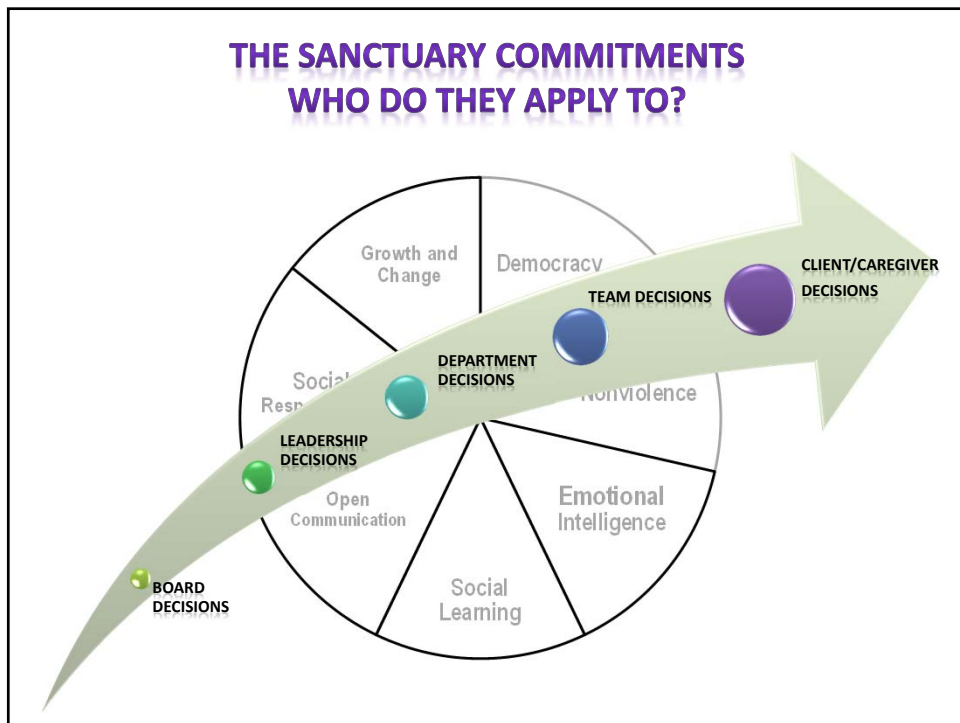 THE SANCTUARY COMMITMENTS
WHO DO THEY APPLY TO?
Growth and
Change
Democracy
CLIENT/CAREGIVER
DECISIONS
TEAM DECISIONS
DEPARTMENT
DECISIONS
Social
Nonviolence
LEADERSHIP
DECISIONS
Open
Communication
Emotional
Intelligence
BOARD
DECISIONS
Social
Learning